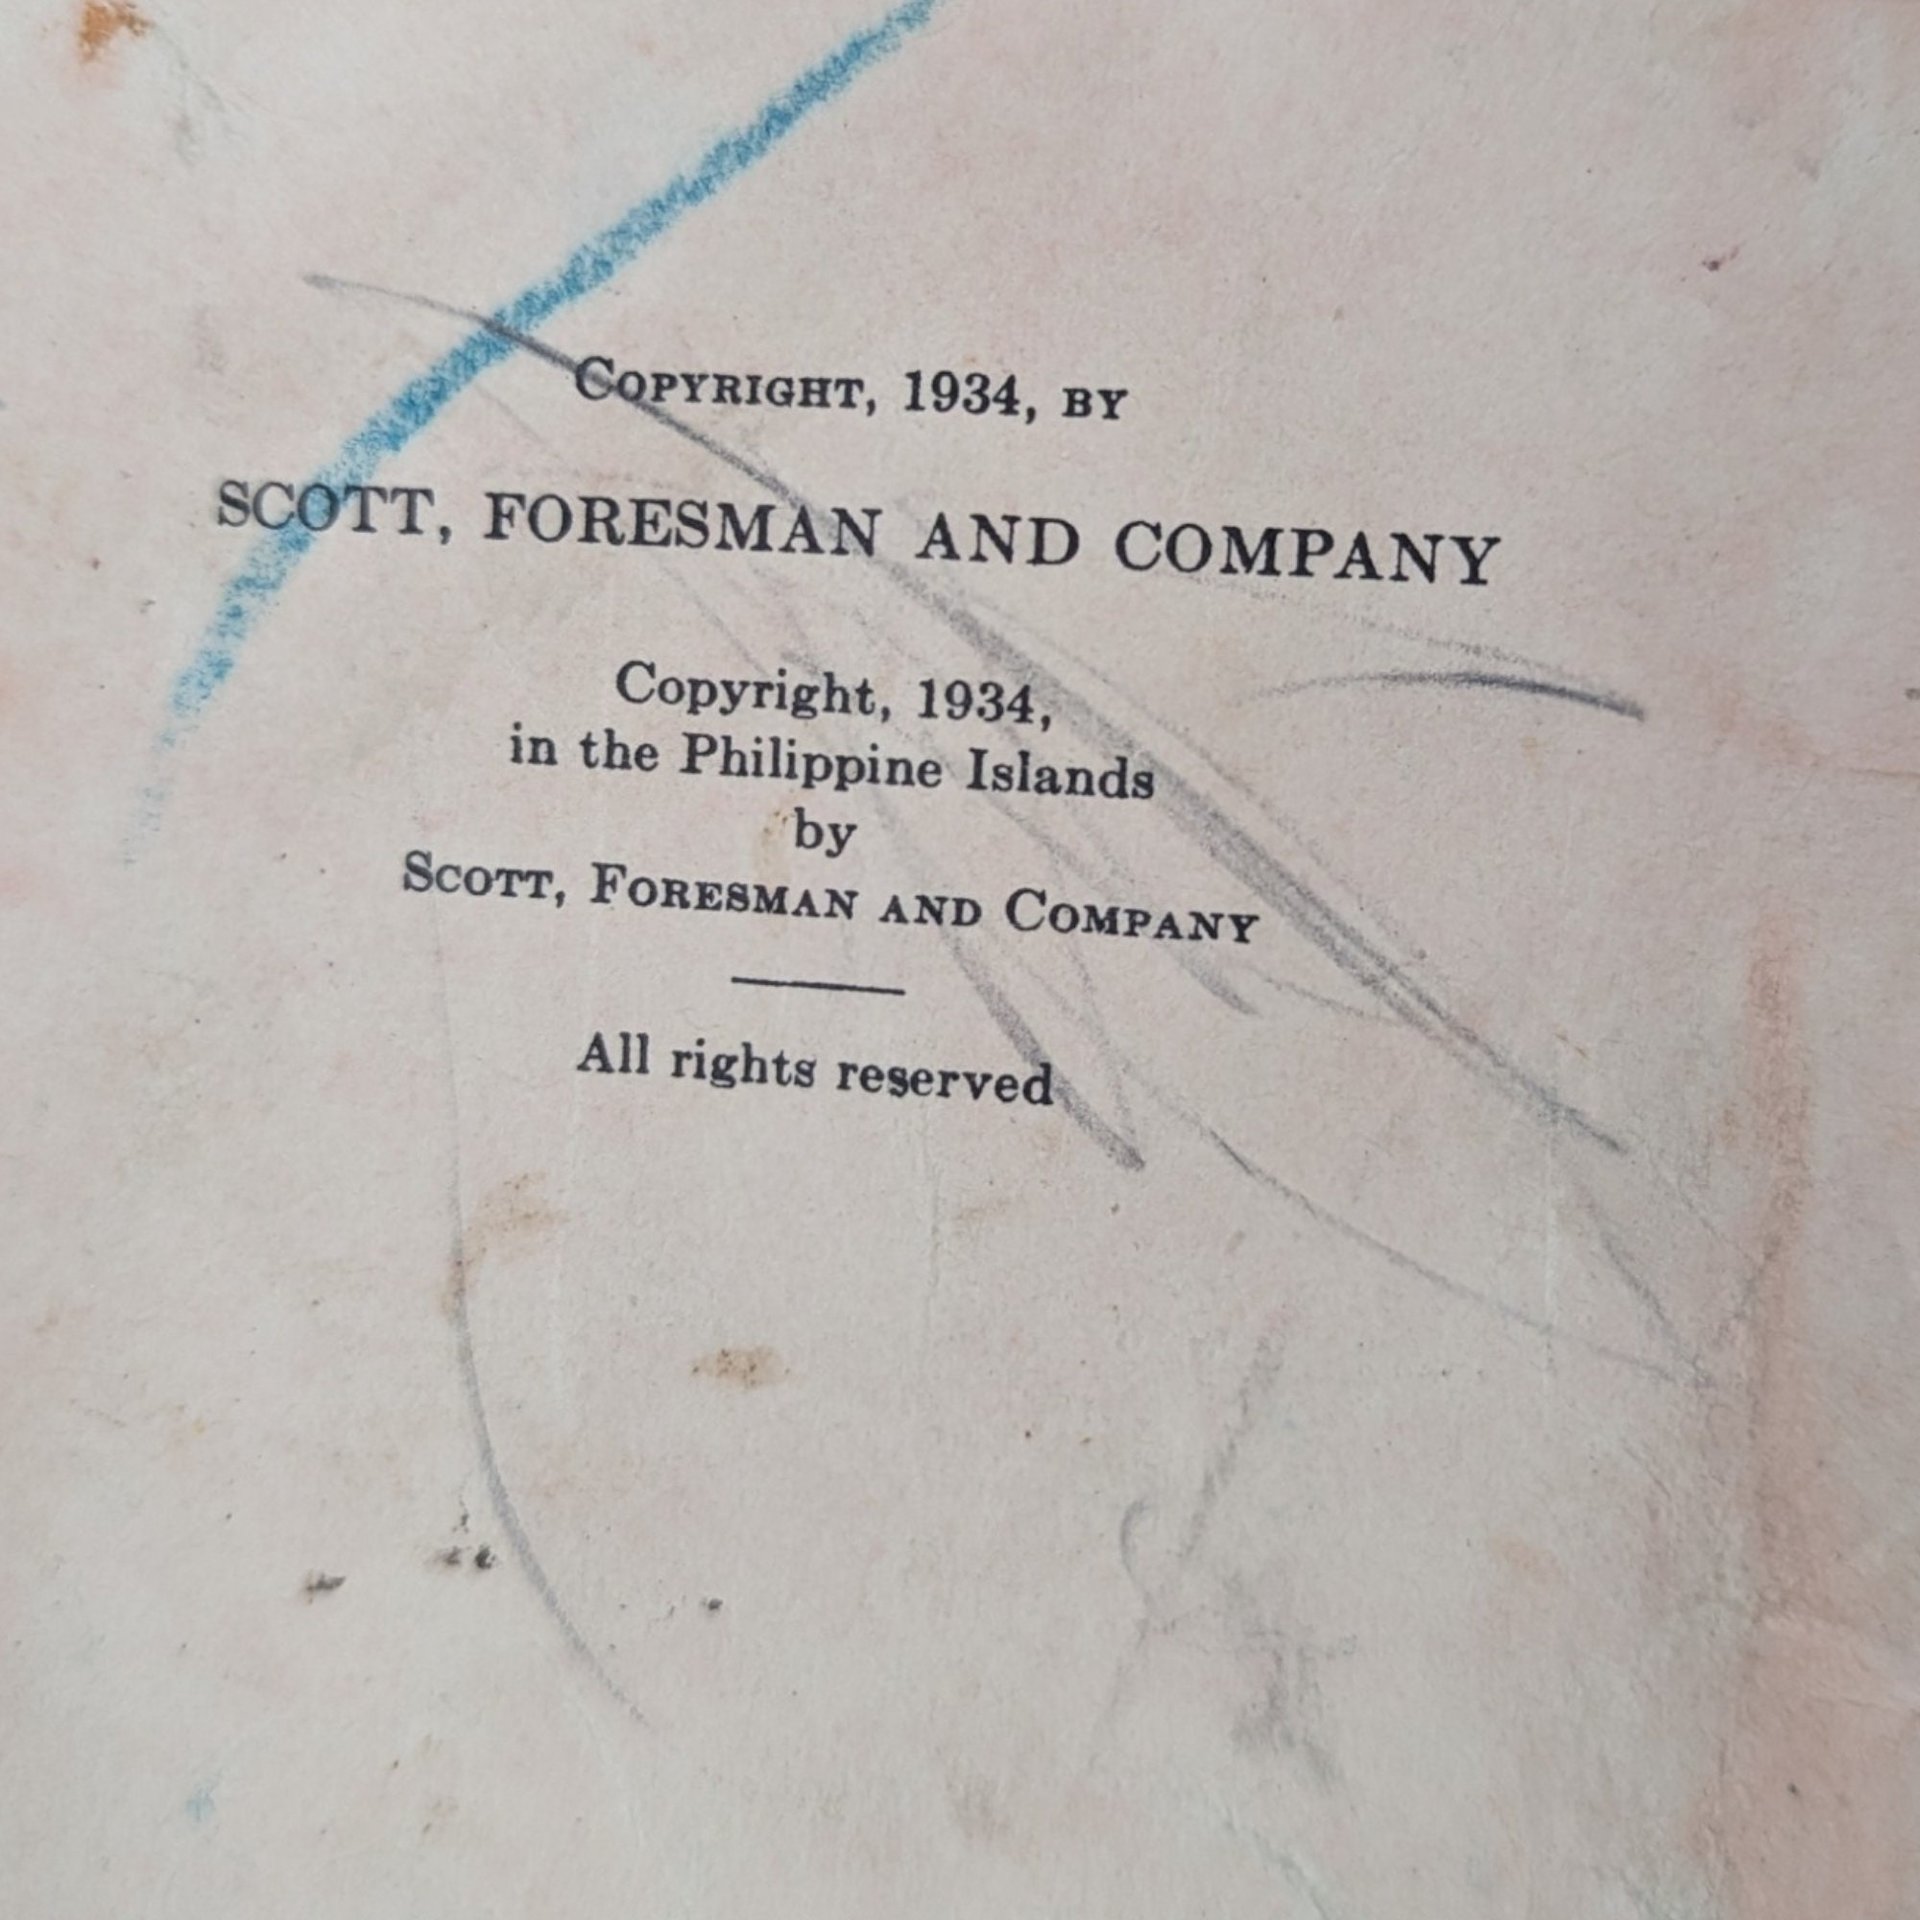 COPYRIGHT, 1934, BY
SCOTT, FORESMAN AND COMPANY
Copyright, 1934,
in the Philippine Islands
by
SCOTT, FORESMAN AND COMPANY
All rights reserved